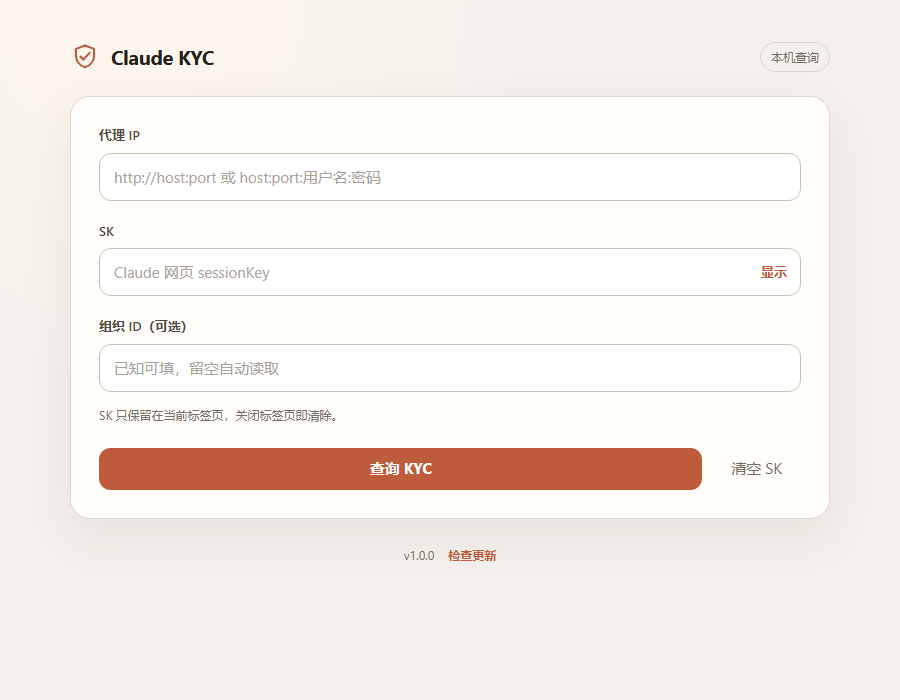 Claude KYC
本机查询
代理 IP
http://host:port 或 host:port:用户名:密码
SK
Claude 网页 sessionKey
显示
组织 ID（可选）
已知可填，留空自动读取
SK 只保留在当前标签页，关闭标签页即清除。
查询 KYC
清空 SK
v1.0.0 检查更新